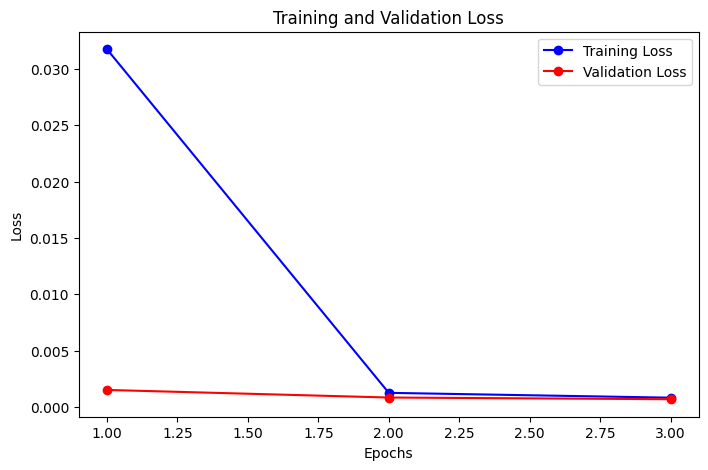 Training and Validation Loss
Training Loss
Validation Loss
0.030
0.025
0.020
0.015
0.010
0.005
0.000
Loss
1.00 1.25 1.50 1.75 2.00 2.25 2.50 2.75 3.00
Epochs